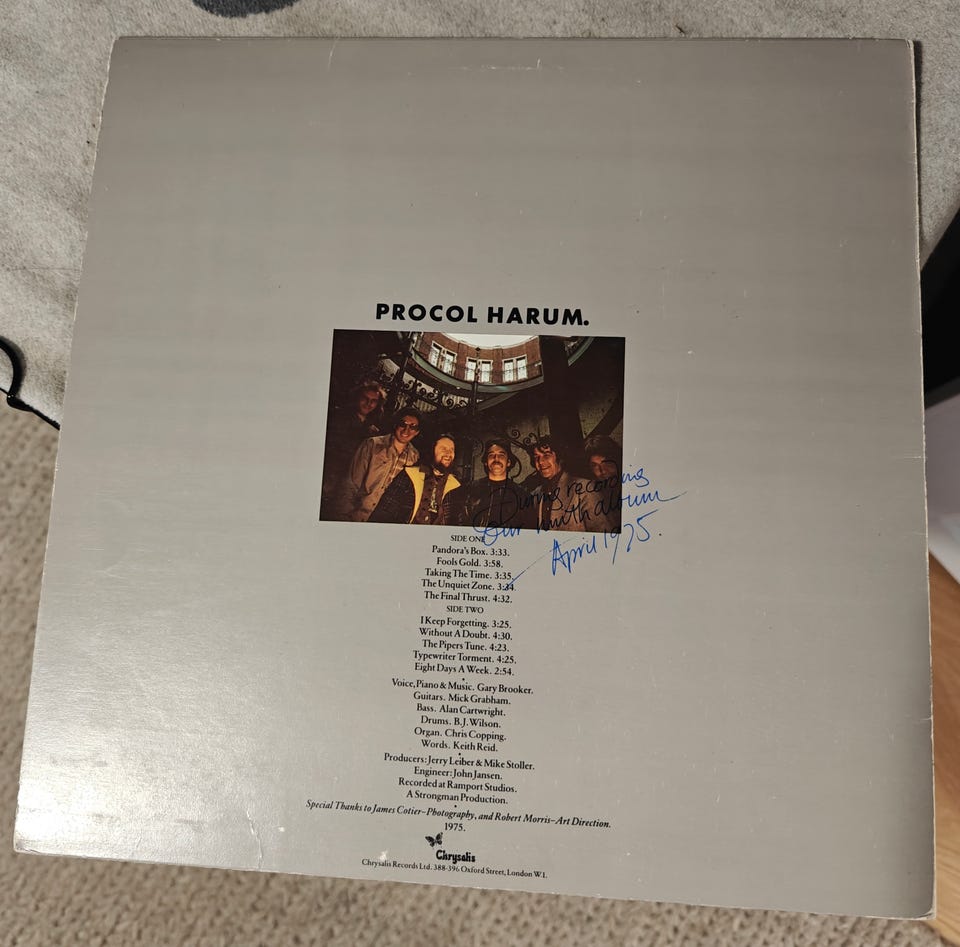 PROCOL HARUM.
During recording
Our ninth album
April 1975.
SIDE ONE
Pandora's Box. 3:33.
Fools Gold. 3:58.
Taking The Time. 3:35.
The Unquiet Zone. 3:34.
The Final Thrust. 4:32.
SIDE TWO
I Keep Forgetting. 3:25.
Without A Doubt. 4:30.
The Pipers Tune. 4:23.
Typewriter Torment. 4:25.
Eight Days A Week. 2:54.
Voice, Piano & Music. Gary Brooker.
Guitars. Mick Grabham.
Bass. Alan Cartwright.
Drums. B.J. Wilson.
Organ. Chris Copping.
Words. Keith Reid.
Producers: Jerry Leiber & Mike Stoller.
Engineer: John Jansen.
Recorded at Ramport Studios.
A Strongman Production.
Special Thanks to James Cotier–Photography, and Robert Morris–Art Direction.
1975.
Chrysalis
Chrysalis Records Ltd. 388-396 Oxford Street, London W1.